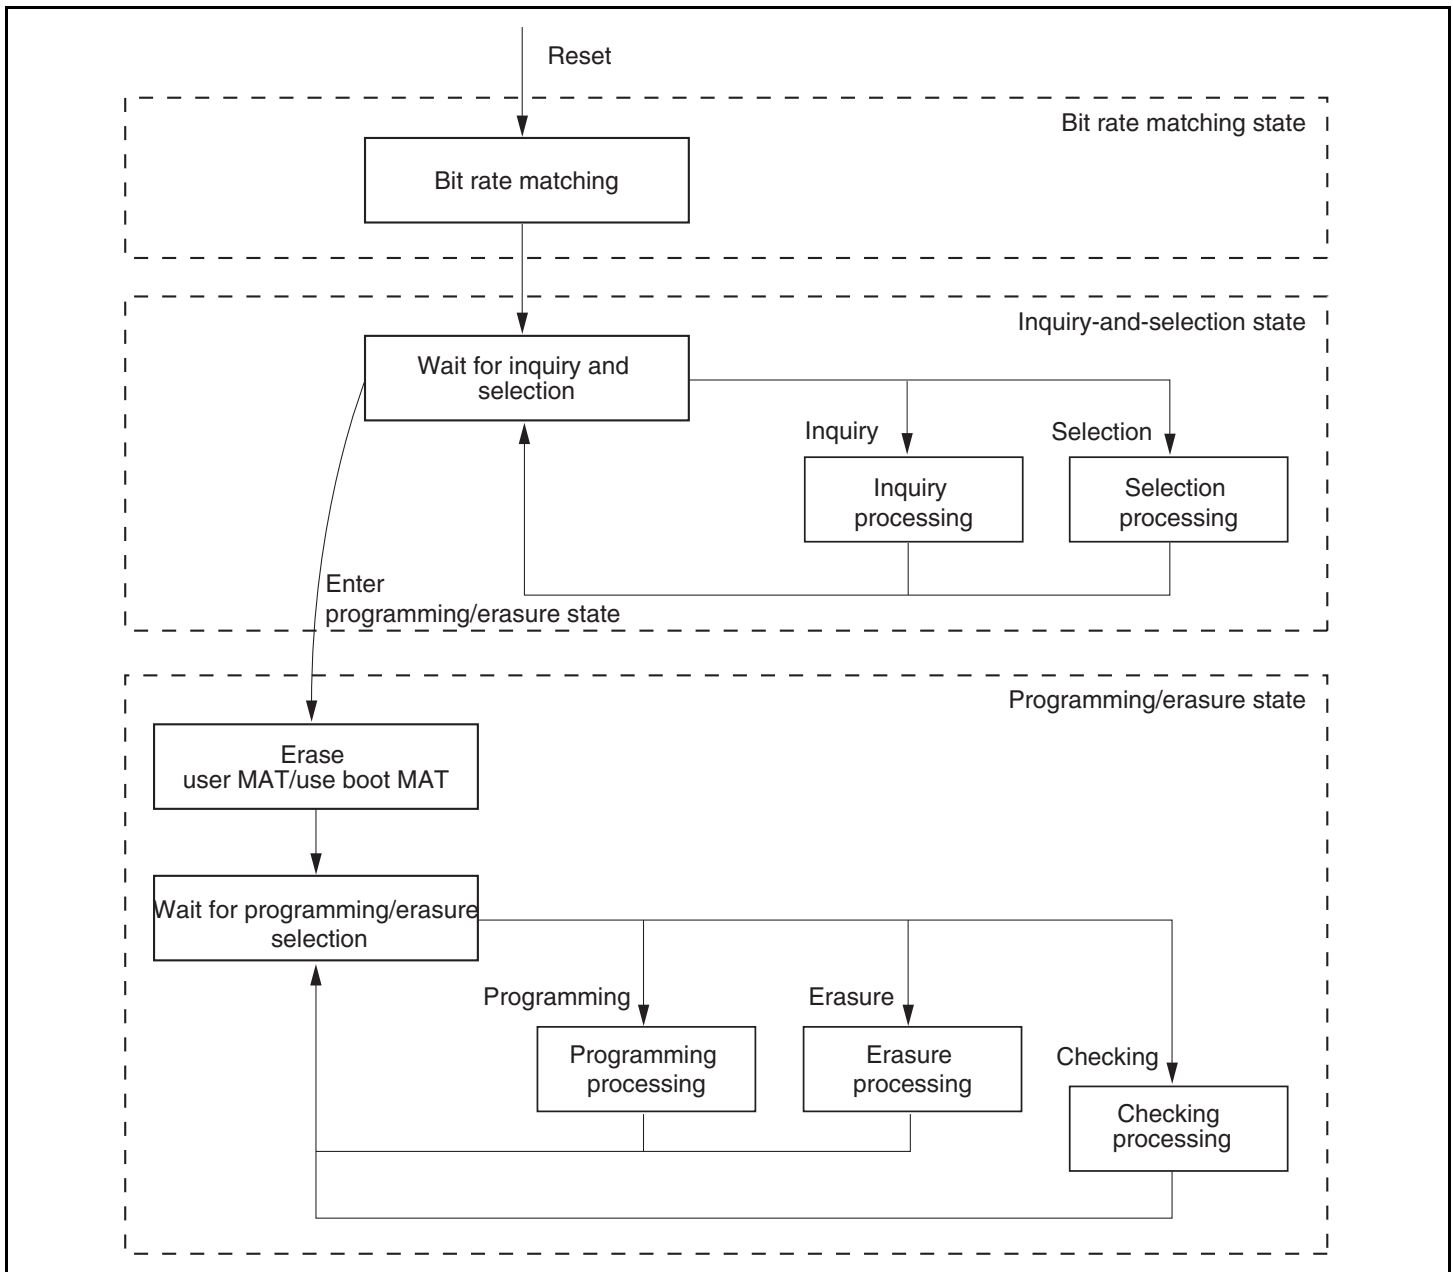 Reset
Bit rate matching state
Bit rate matching
Inquiry-and-selection state
Wait for inquiry and
selection
Inquiry
Selection
Inquiry
processing
Selection
processing
Enter
programming/erasure state
Programming/erasure state
Erase
user MAT/use boot MAT
Wait for programming/erasure
selection
Programming
Erasure
Checking
Programming
processing
Erasure
processing
Checking
processing